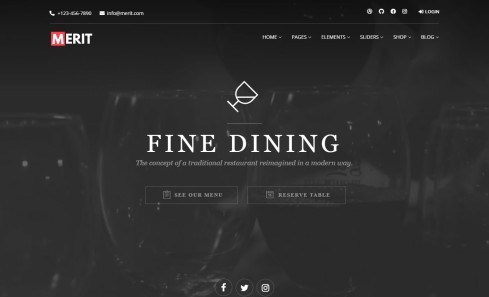 +123-456-7890 info@merit.com LOGIN
MERIT HOME PAGES ELEMENTS SLIDERS SHOP BLOG
FINE DINING
The concept of a traditional restaurant reimagined in a modern way.
SEE OUR MENU RESERVE TABLE